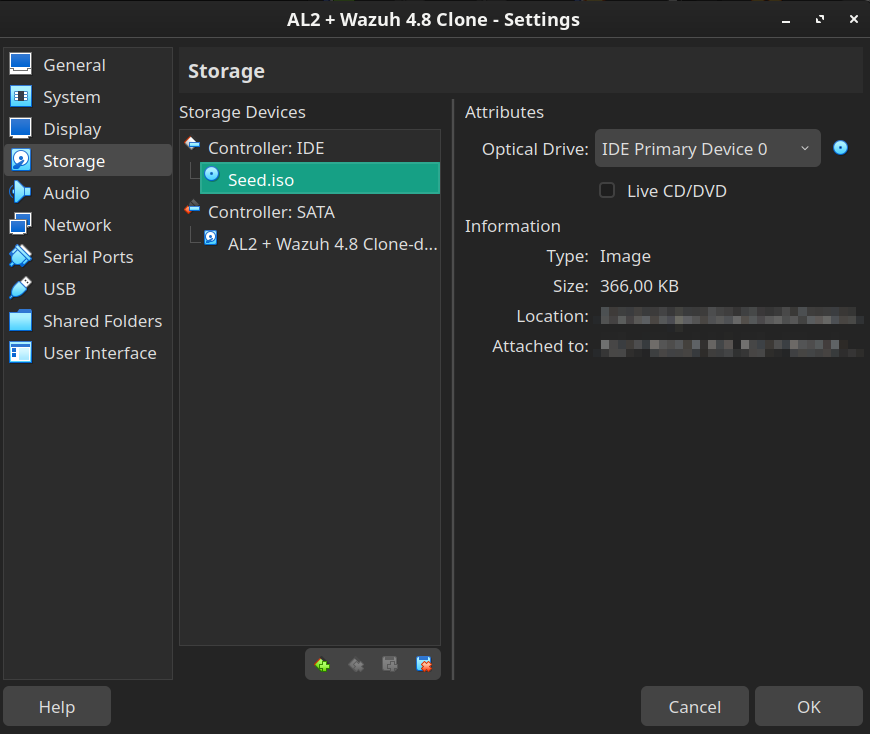 AL2 + Wazuh 4.8 Clone - Settings
General
System
Display
Storage
Audio
Network
Serial Ports
USB
Shared Folders
User Interface
Storage
Storage Devices
Controller: IDE
Seed.iso
Controller: SATA
AL2 + Wazuh 4.8 Clone-d...
Attributes
Optical Drive: IDE Primary Device 0
Live CD/DVD
Information
Type: Image
Size: 366,00 KB
Location:
Attached to:
Help
Cancel
OK